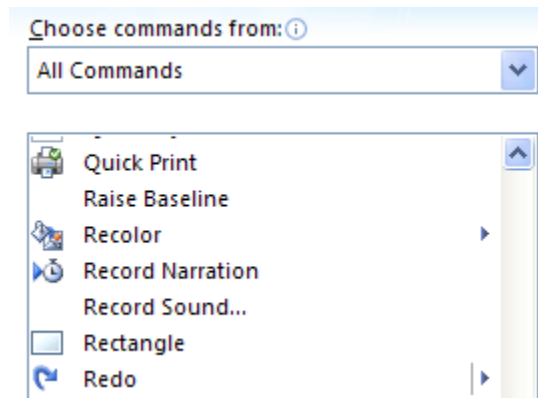 Choose commands from:
All Commands
Quick Print
Raise Baseline
Recolor
Record Narration
Record Sound...
Rectangle
Redo